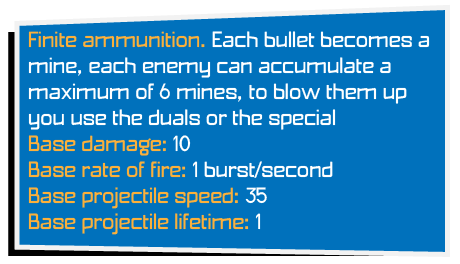 Finite ammunition. Each bullet becomes a
mine, each enemy can accumulate a
maximum of 6 mines, to blow them up
you use the duals or the special
Base damage: 10
Base rate of fire: 1 burst/second
Base projectile speed: 35
Base projectile lifetime: 1